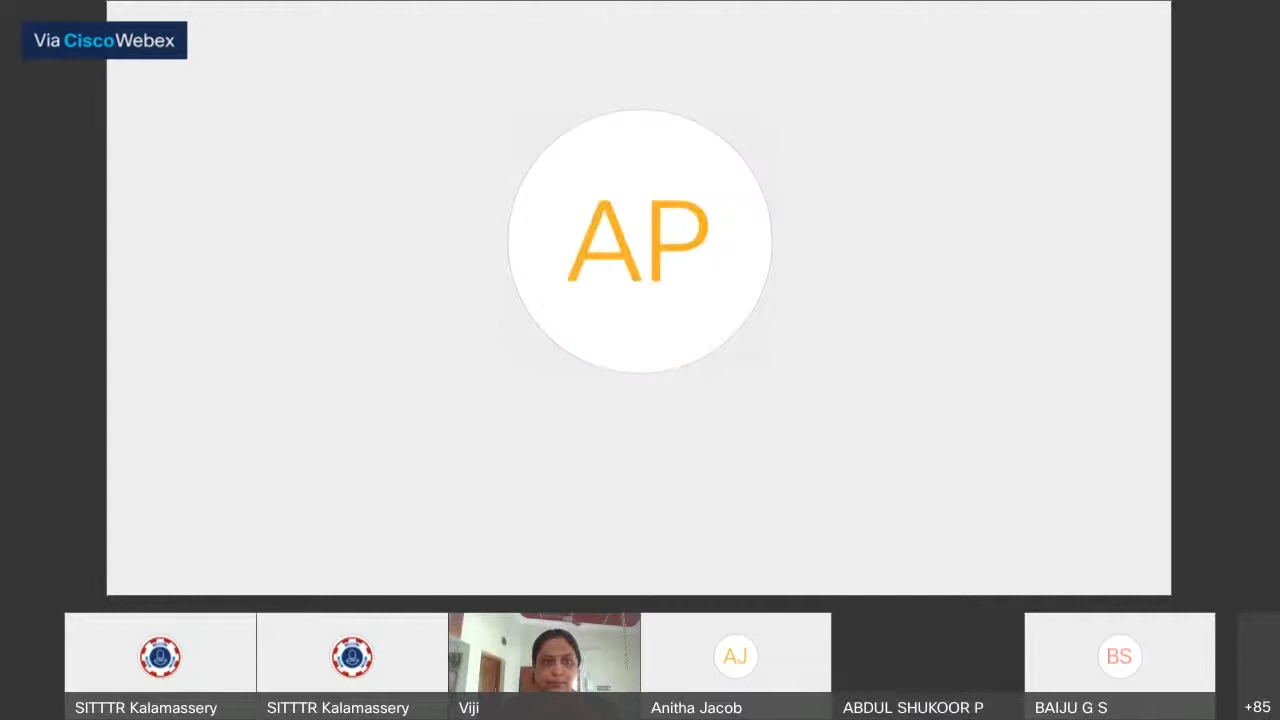 Via CiscoWebex
AP
AJ
BS
SITTTR Kalamassery
SITTTR Kalamassery
Viji
Anitha Jacob
ABDUL SHUKOOR P
BAIJU G S
+85